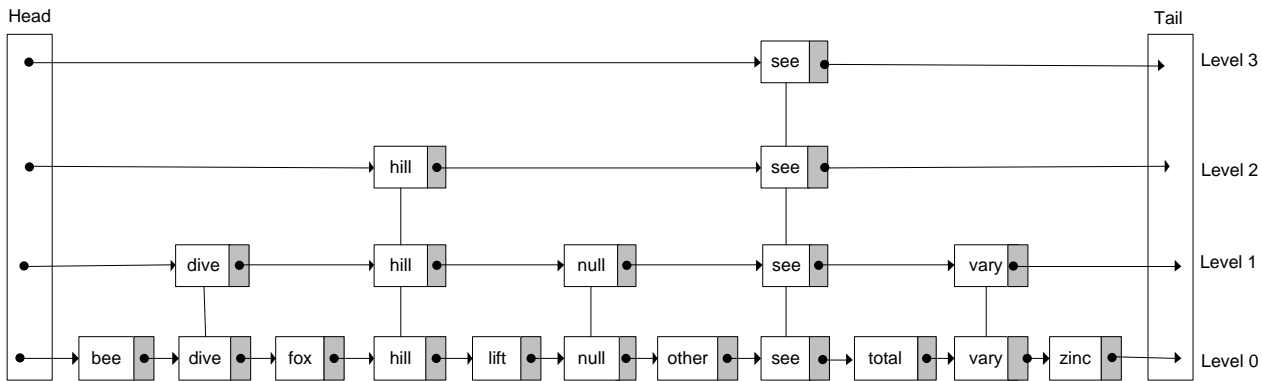 Head
Tail
see
Level 3
hill
see
Level 2
dive
hill
null
see
vary
Level 1
bee
dive
fox
hill
lift
null
other
see
total
vary
zinc
Level 0